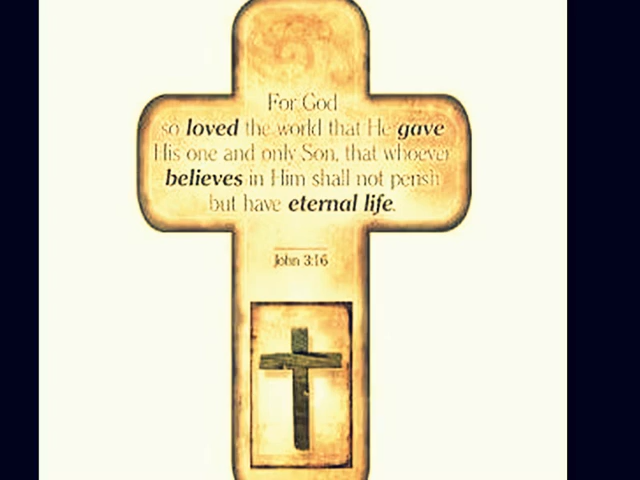 For God
so loved the world that He gave
His one and only Son, that whoever
believes in Him shall not perish
but have eternal life.
John 3:16